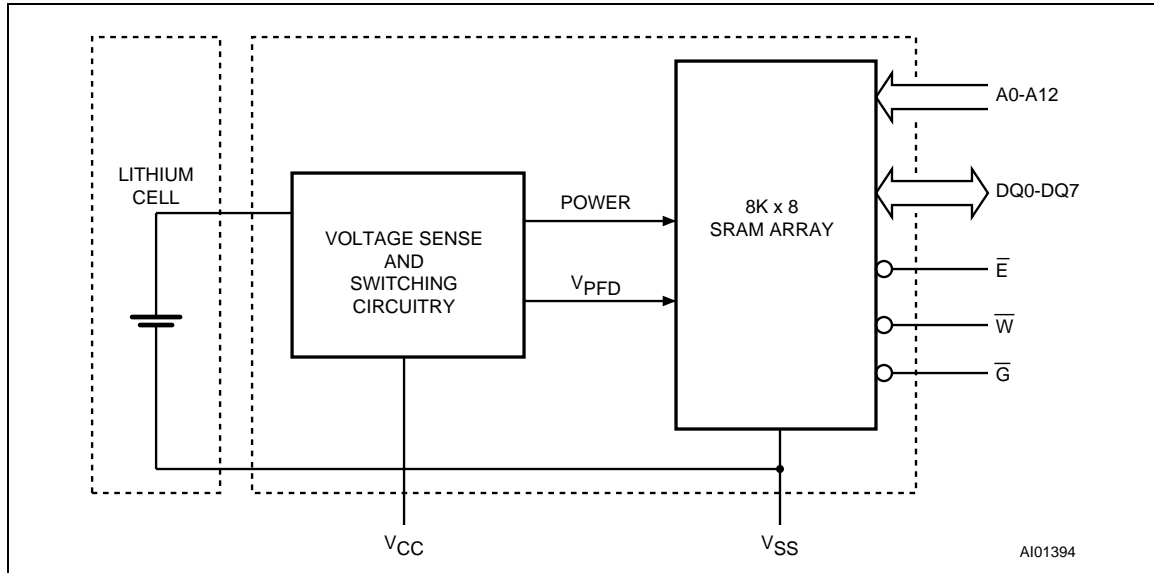 LITHIUM
CELL
VOLTAGE SENSE
AND
SWITCHING
CIRCUITRY
POWER
VPFD
8K x 8
SRAM ARRAY
A0-A12
DQ0-DQ7
E̅
W̅
G̅
VCC
VSS
AI01394